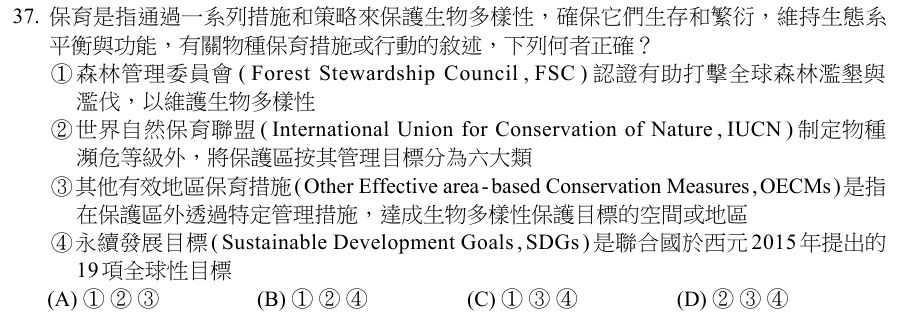 37. 保育是指通過一系列措施和策略來保護生物多樣性，確保它們生存和繁衍，維持生態系
平衡與功能，有關物種保育措施或行動的敘述，下列何者正確？
①森林管理委員會(Forest Stewardship Council, FSC)認證有助打擊全球森林濫墾與
濫伐，以維護生物多樣性
②世界自然保育聯盟(International Union for Conservation of Nature, IUCN)制定物種
瀕危等級外，將保護區按其管理目標分為六大類
③其他有效地區保育措施(Other Effective area-based Conservation Measures, OECMs)是指
在保護區外透過特定管理措施，達成生物多樣性保護目標的空間或地區
④永續發展目標(Sustainable Development Goals, SDGs)是聯合國於西元2015年提出的
19項全球性目標
(A)①②③ (B)①②④ (C)①③④ (D)②③④